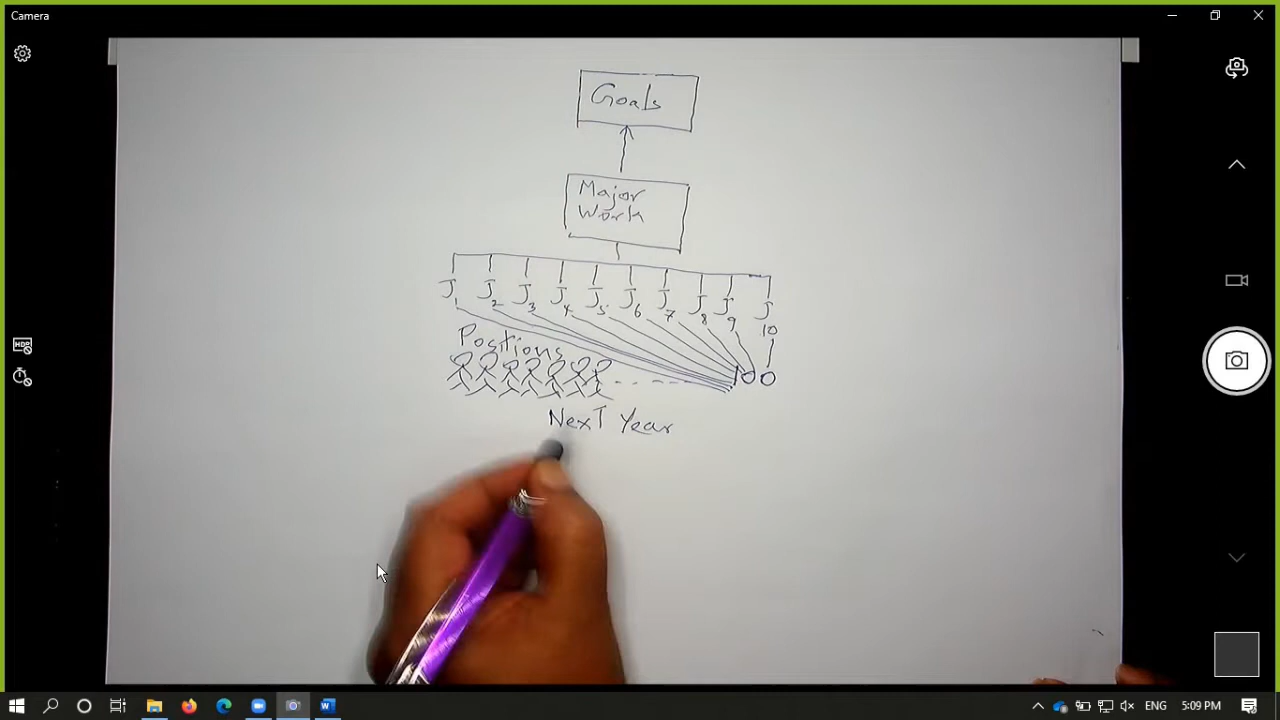 Camera
Goals
Major
Work
J1 J2 J3 J4 J5 J6 J7 J8 J9 J10
Positions
100
Next Year
ENG 5:09 PM